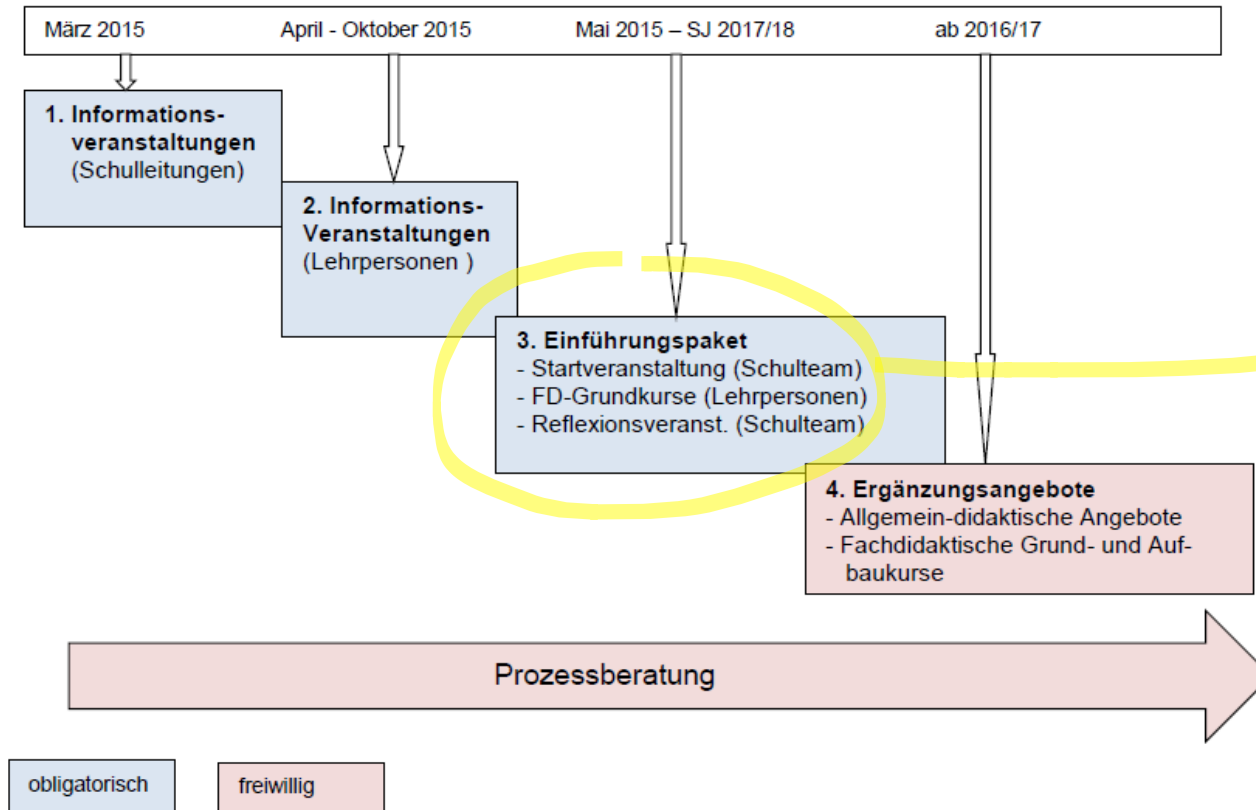 März 2015 April - Oktober 2015 Mai 2015 – SJ 2017/18 ab 2016/17
1. Informations-
veranstaltungen
(Schulleitungen)
2. Informations-
Veranstaltungen
(Lehrpersonen )
3. Einführungspaket
- Startveranstaltung (Schulteam)
- FD-Grundkurse (Lehrpersonen)
- Reflexionsveranst. (Schulteam)
4. Ergänzungsangebote
- Allgemein-didaktische Angebote
- Fachdidaktische Grund- und Auf-
baukurse
Prozessberatung
obligatorisch freiwillig